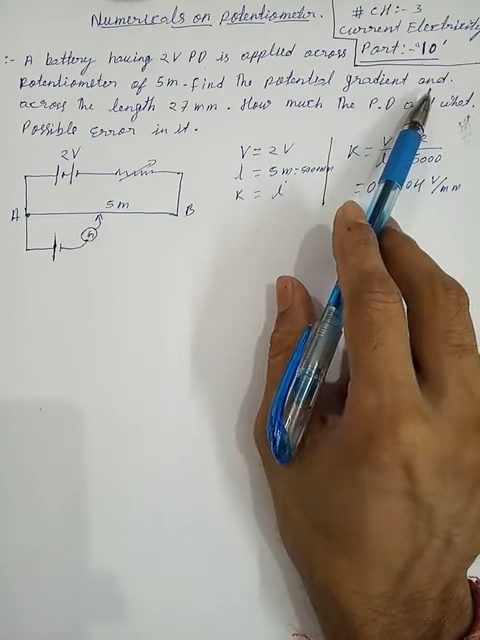 Numericals on Potentiometer.
# CH:- 3
Current Electricity
Part:- '10'
:- A battery having 2V PD is applied across
Potentiometer of 5m. find the potential gradient and.
across the length 27mm. How much the P.D what.
Possible Error in it.
2V
A
5m
B
G
V = 2V
l = 5m = 5000mm
K = l
K = V
l
5000
= 0 04 V/mm